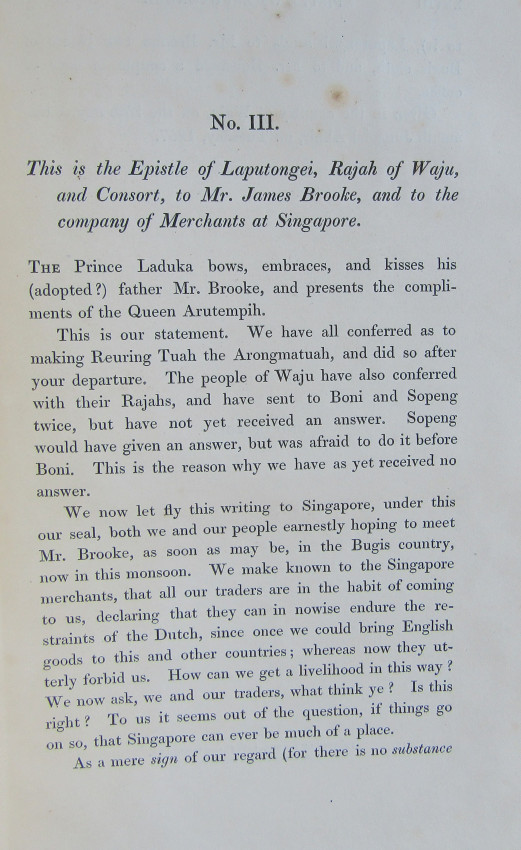 No. III.
This is the Epistle of Laputongei, Rajah of Waju,
and Consort, to Mr. James Brooke, and to the
company of Merchants at Singapore.
The Prince Laduka bows, embraces, and kisses his
(adopted?) father Mr. Brooke, and presents the compli-
ments of the Queen Arutempih.
This is our statement. We have all conferred as to
making Reuring Tuah the Arongmatuah, and did so after
your departure. The people of Waju have also conferred
with their Rajahs, and have sent to Boni and Sopeng
twice, but have not yet received an answer. Sopeng
would have given an answer, but was afraid to do it before
Boni. This is the reason why we have as yet received no
answer.
We now let fly this writing to Singapore, under this
our seal, both we and our people earnestly hoping to meet
Mr. Brooke, as soon as may be, in the Bugis country,
now in this monsoon. We make known to the Singapore
merchants, that all our traders are in the habit of coming
to us, declaring that they can in nowise endure the re-
straints of the Dutch, since once we could bring English
goods to this and other countries; whereas now they ut-
terly forbid us. How can we get a livelihood in this way?
We now ask, we and our traders, what think ye? Is this
right? To us it seems out of the question, if things go
on so, that Singapore can ever be much of a place.
As a mere sign of our regard (for there is no substance